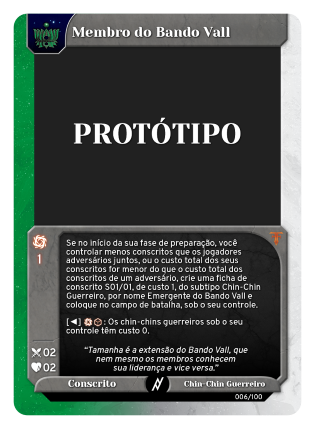 Membro do Bando Vall
PROTÓTIPO
1
Se no início da sua fase de preparação, você
controlar menos conscritos que os jogadores
adversários juntos, ou o custo total dos seus
conscritos for menor do que o custo total dos
conscritos de um adversário, crie uma ficha de
conscrito S01/01, de custo 1, do subtipo Chin-Chin
Guerreiro, por nome Emergente do Bando Vall e
coloque no campo de batalha, sob o seu controle.
[◄] : Os chin-chins guerreiros sob o seu
controle têm custo 0.
“Tamanha é a extensão do Bando Vall, que
nem mesmo os membros conhecem
sua liderança e vice versa.”
02
02
Conscrito
Chin-Chin Guerreiro
006/100